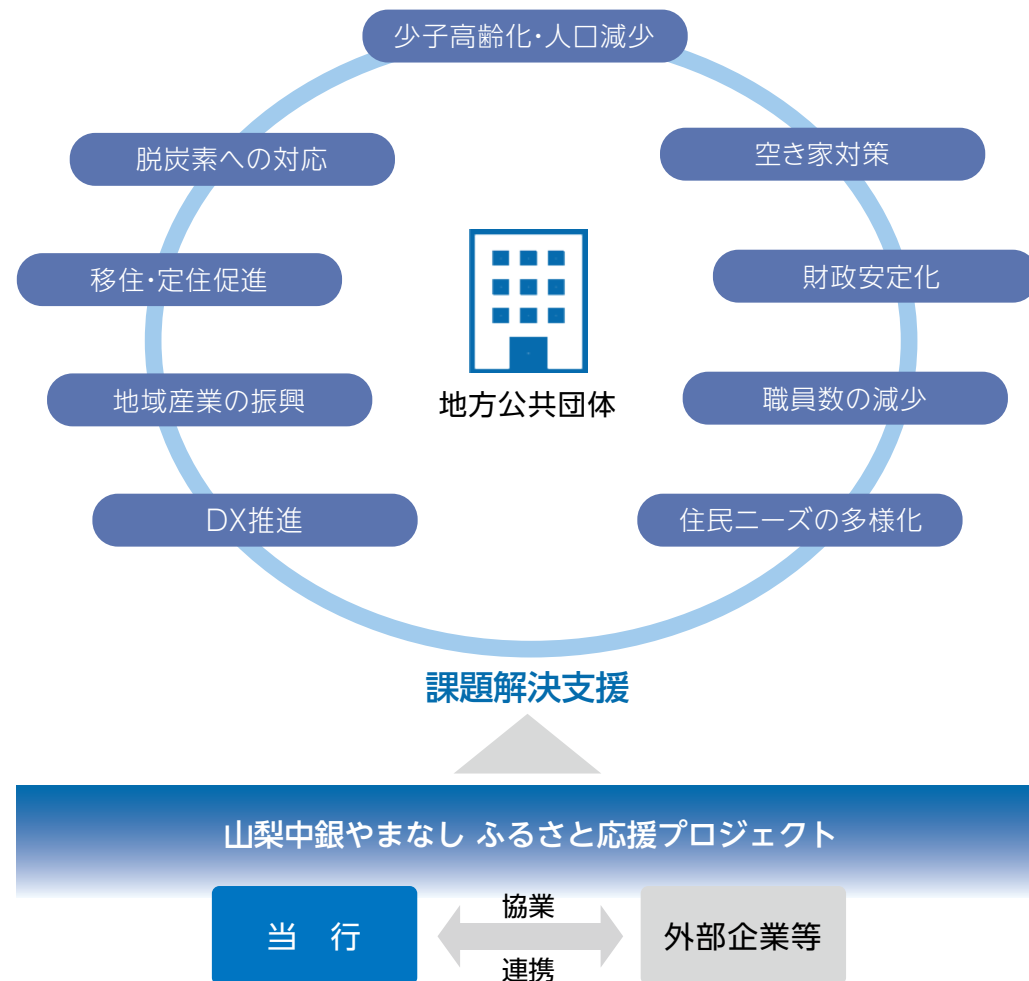 少子高齢化・人口減少
脱炭素への対応
空き家対策
移住・定住促進
財政安定化
地域産業の振興
地方公共団体
職員数の減少
DX推進
住民ニーズの多様化
課題解決支援
山梨中銀やまなし ふるさと応援プロジェクト
当　行
協業
連携
外部企業等